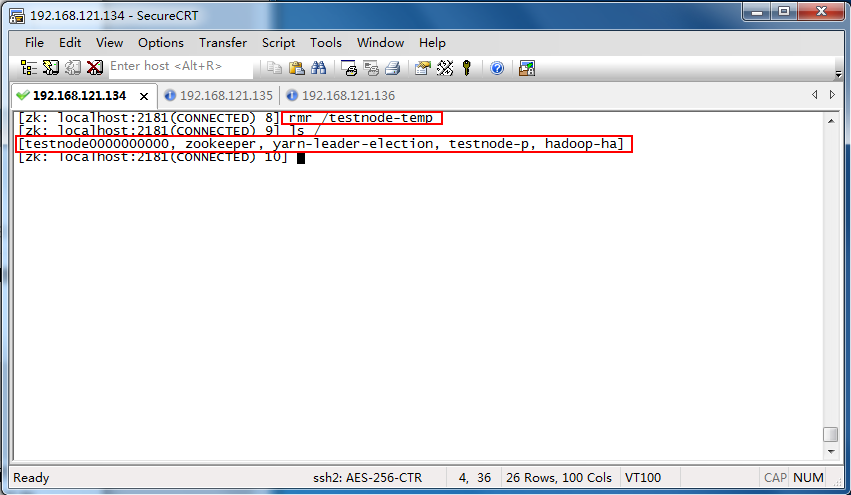 192.168.121.134 - SecureCRT
File Edit View Options Transfer Script Tools Window Help
Enter host <Alt+R>
192.168.121.134 192.168.121.135 192.168.121.136
[zk: localhost:2181(CONNECTED) 8] rmr /testnode-temp
[zk: localhost:2181(CONNECTED) 9] ls /
[testnode0000000000, zookeeper, yarn-leader-election, testnode-p, hadoop-ha]
[zk: localhost:2181(CONNECTED) 10]
Ready ssh2: AES-256-CTR 4, 36 26 Rows, 100 Cols VT100 CAP NUM